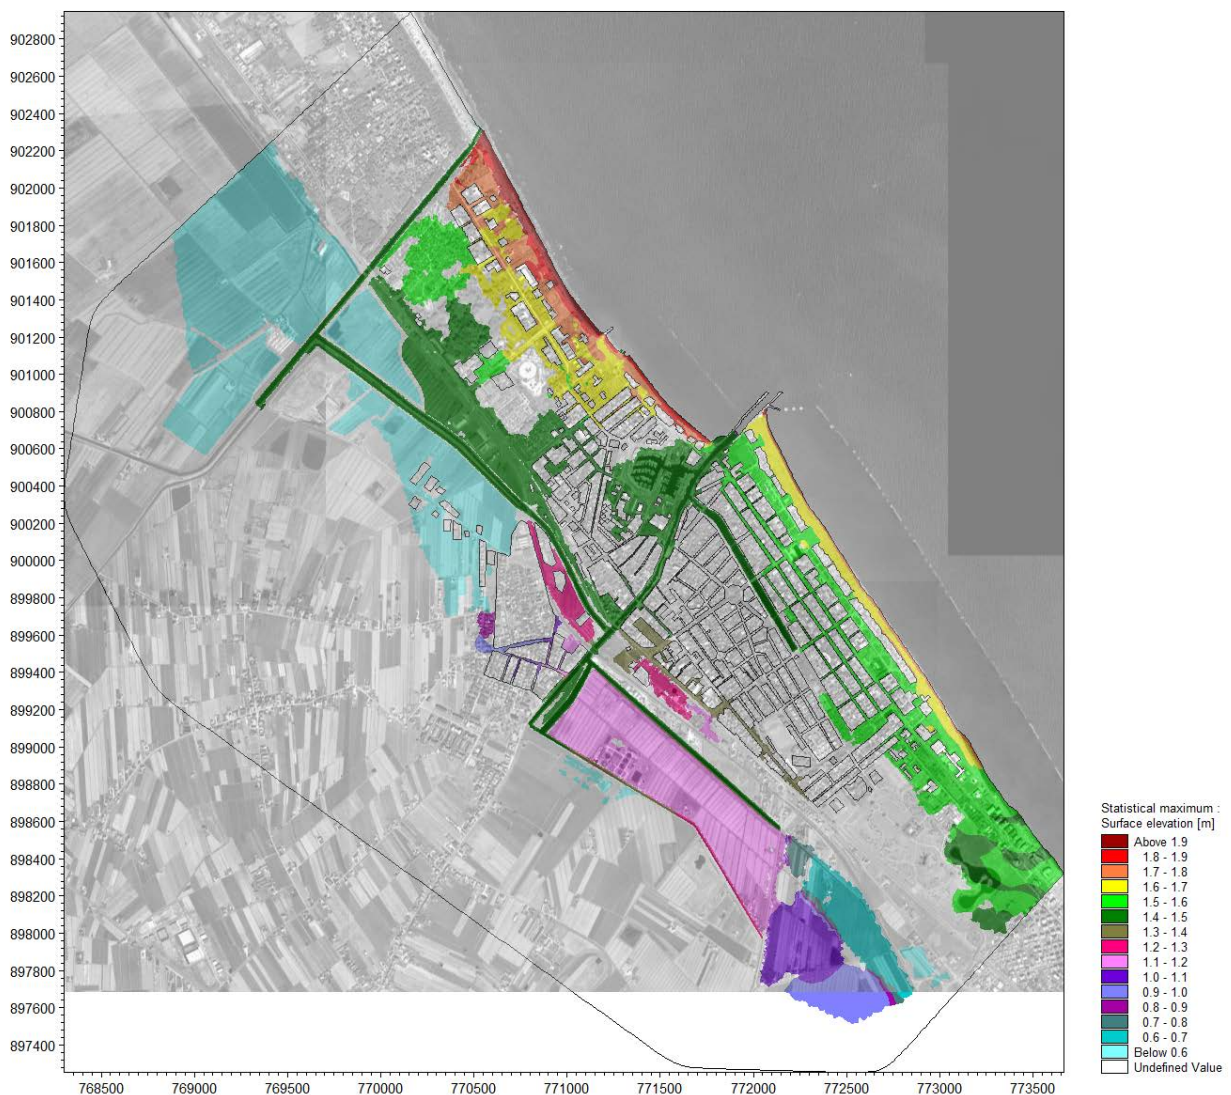 902800
902600
902400
902200
902000
901800
901600
901400
901200
901000
900800
900600
900400
900200
900000
899800
899600
899400
899200
899000
898800
898600
898400
898200
898000
897800
897600
897400
768500 769000 769500 770000 770500 771000 771500 772000 772500 773000 773500
Statistical maximum :
Surface elevation [m]
Above 1.9
1.8 - 1.9
1.7 - 1.8
1.6 - 1.7
1.5 - 1.6
1.4 - 1.5
1.3 - 1.4
1.2 - 1.3
1.1 - 1.2
1.0 - 1.1
0.9 - 1.0
0.8 - 0.9
0.7 - 0.8
0.6 - 0.7
Below 0.6
Undefined Value